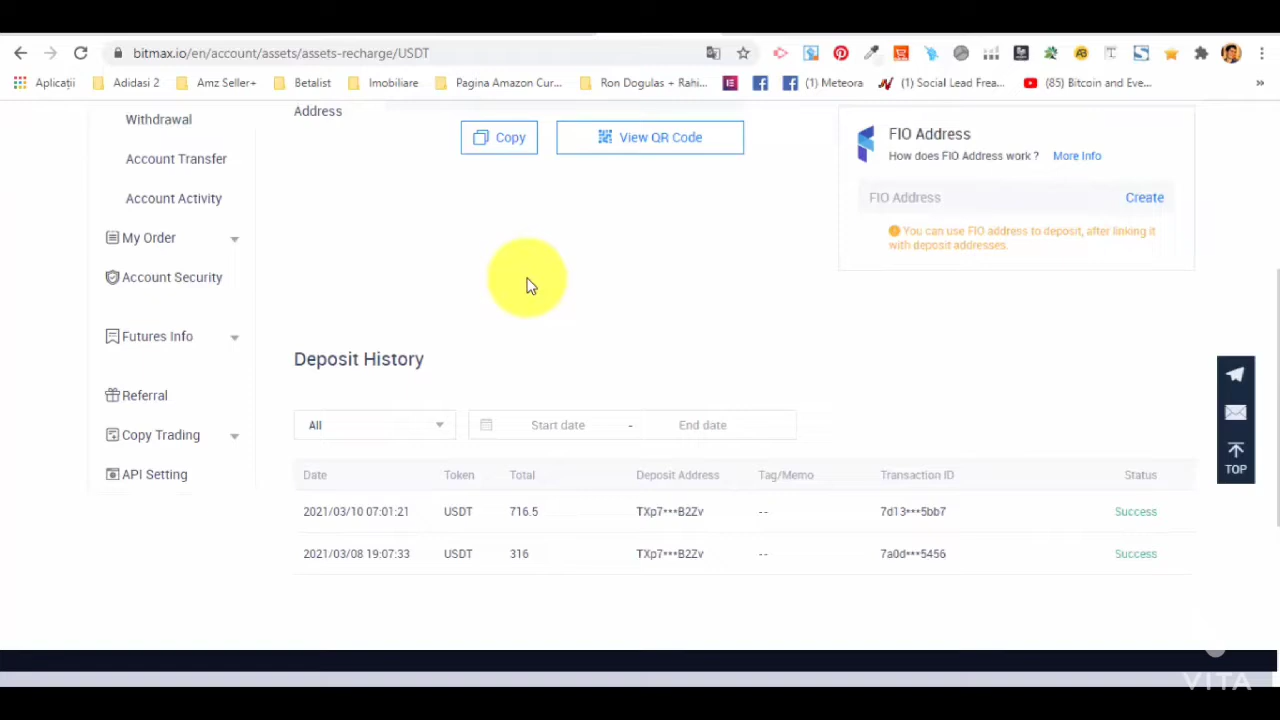 bitmax.io/en/account/assets/assets-recharge/USDT
Aplicații Adidasi 2 Amz Seller+ Betalist Imobiliare Pagina Amazon Cur... Ron Dogulas + Rahi... (1) Meteora (1) Social Lead Frea... (85) Bitcoin and Eve... »
Address
Withdrawal
Copy View QR Code
FIO Address
How does FIO Address work ? More Info
Account Transfer
Account Activity
FIO Address Create
My Order
You can use FIO address to deposit, after linking it
with deposit addresses.
Account Security
Futures Info
Deposit History
Referral
All Start date - End date
Copy Trading
TOP
API Setting
Date Token Total Deposit Address Tag/Memo Transaction ID Status
2021/03/10 07:01:21 USDT 716.5 TXp7***B2Zv -- 7d13***5bb7 Success
2021/03/08 19:07:33 USDT 316 TXp7***B2Zv -- 7a0d***5456 Success
VITA